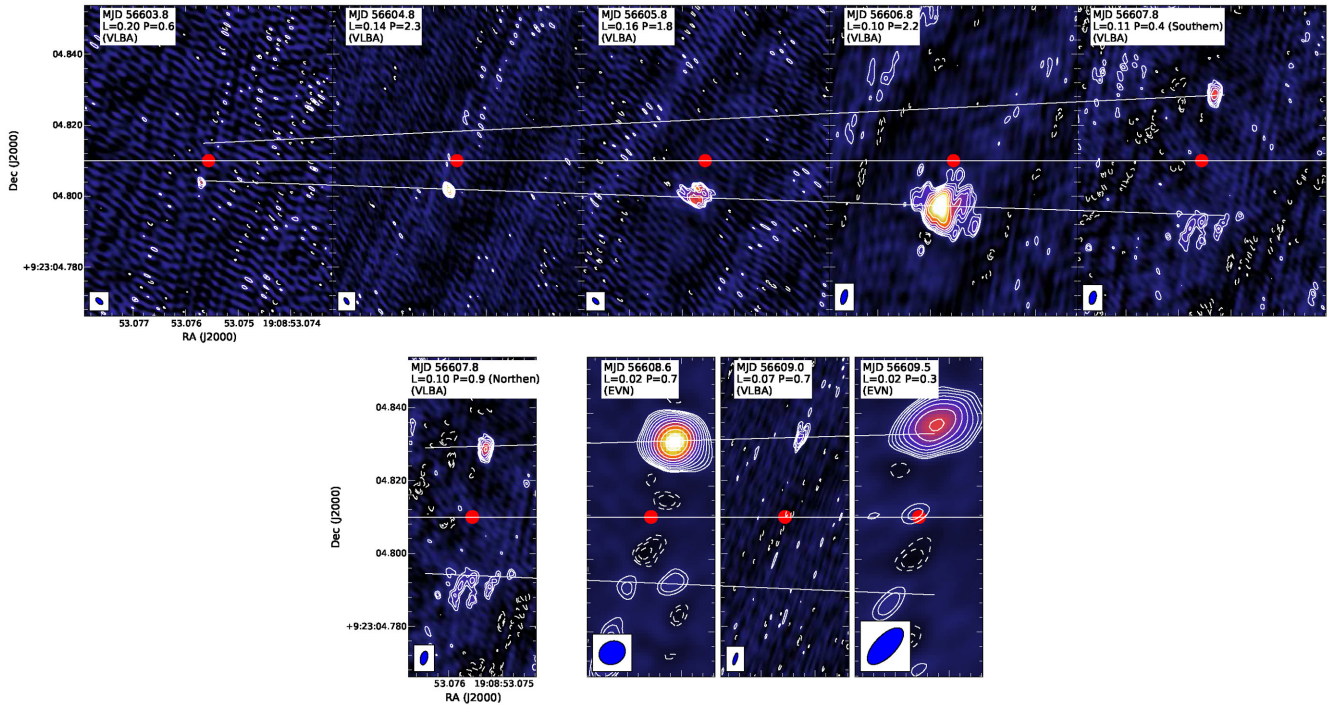 MJD 56603.8
L=0.20 P=0.6
(VLBA)
MJD 56604.8
L=0.14 P=2.3
(VLBA)
MJD 56605.8
L=0.16 P=1.8
(VLBA)
MJD 56606.8
L=0.10 P=2.2
(VLBA)
MJD 56607.8
L=0.11 P=0.4 (Southern)
(VLBA)
04.840
04.820
04.800
+9:23:04.780
Dec (J2000)
53.077 53.076 53.075 19:08:53.074
RA (J2000)
MJD 56607.8
L=0.10 P=0.9 (Northen)
(VLBA)
MJD 56608.6
L=0.02 P=0.7
(EVN)
MJD 56609.0
L=0.07 P=0.7
(VLBA)
MJD 56609.5
L=0.02 P=0.3
(EVN)
04.840
04.820
04.800
+9:23:04.780
Dec (J2000)
53.076 19:08:53.075
RA (J2000)